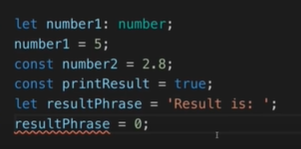 let number1: number;
number1 = 5;
const number2 = 2.8;
const printResult = true;
let resultPhrase = 'Result is: ';
resultPhrase = 0;